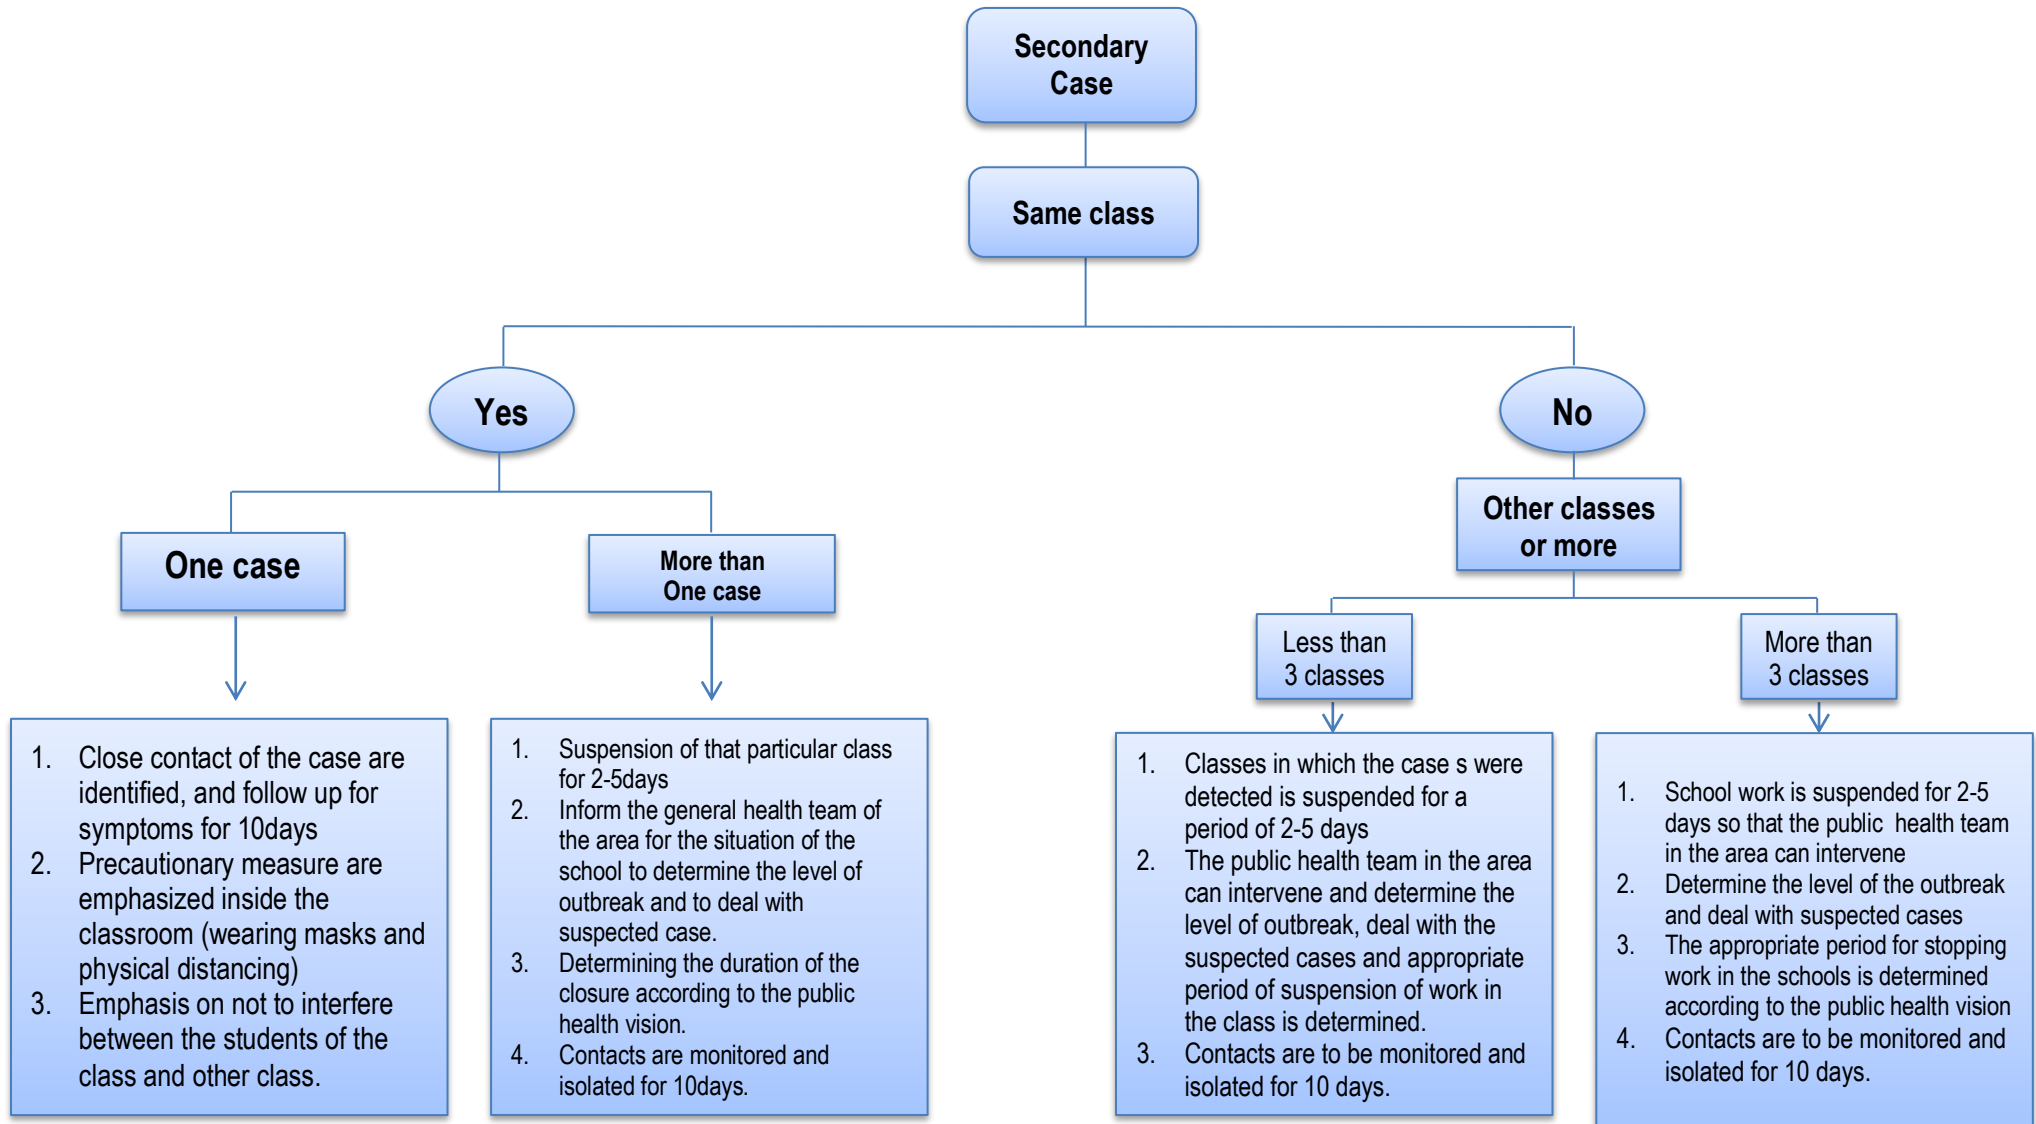 Secondary
Case
Same class
Yes
No
Other classes
or more
One case
More than
One case
Less than
3 classes
More than
3 classes
1. Close contact of the case are
identified, and follow up for
symptoms for 10days
2. Precautionary measure are
emphasized inside the
classroom (wearing masks and
physical distancing)
3. Emphasis on not to interfere
between the students of the
class and other class.
1. Suspension of that particular class
for 2-5days
2. Inform the general health team of
the area for the situation of the
school to determine the level of
outbreak and to deal with
suspected case.
3. Determining the duration of the
closure according to the public
health vision.
4. Contacts are monitored and
isolated for 10days.
1. Classes in which the case s were
detected is suspended for a
period of 2-5 days
2. The public health team in the area
can intervene and determine the
level of outbreak, deal with the
suspected cases and appropriate
period of suspension of work in
the class is determined.
3. Contacts are to be monitored and
isolated for 10 days.
1. School work is suspended for 2-5
days so that the public health team
in the area can intervene
2. Determine the level of the outbreak
and deal with suspected cases
3. The appropriate period for stopping
work in the schools is determined
according to the public health vision
4. Contacts are to be monitored and
isolated for 10 days.